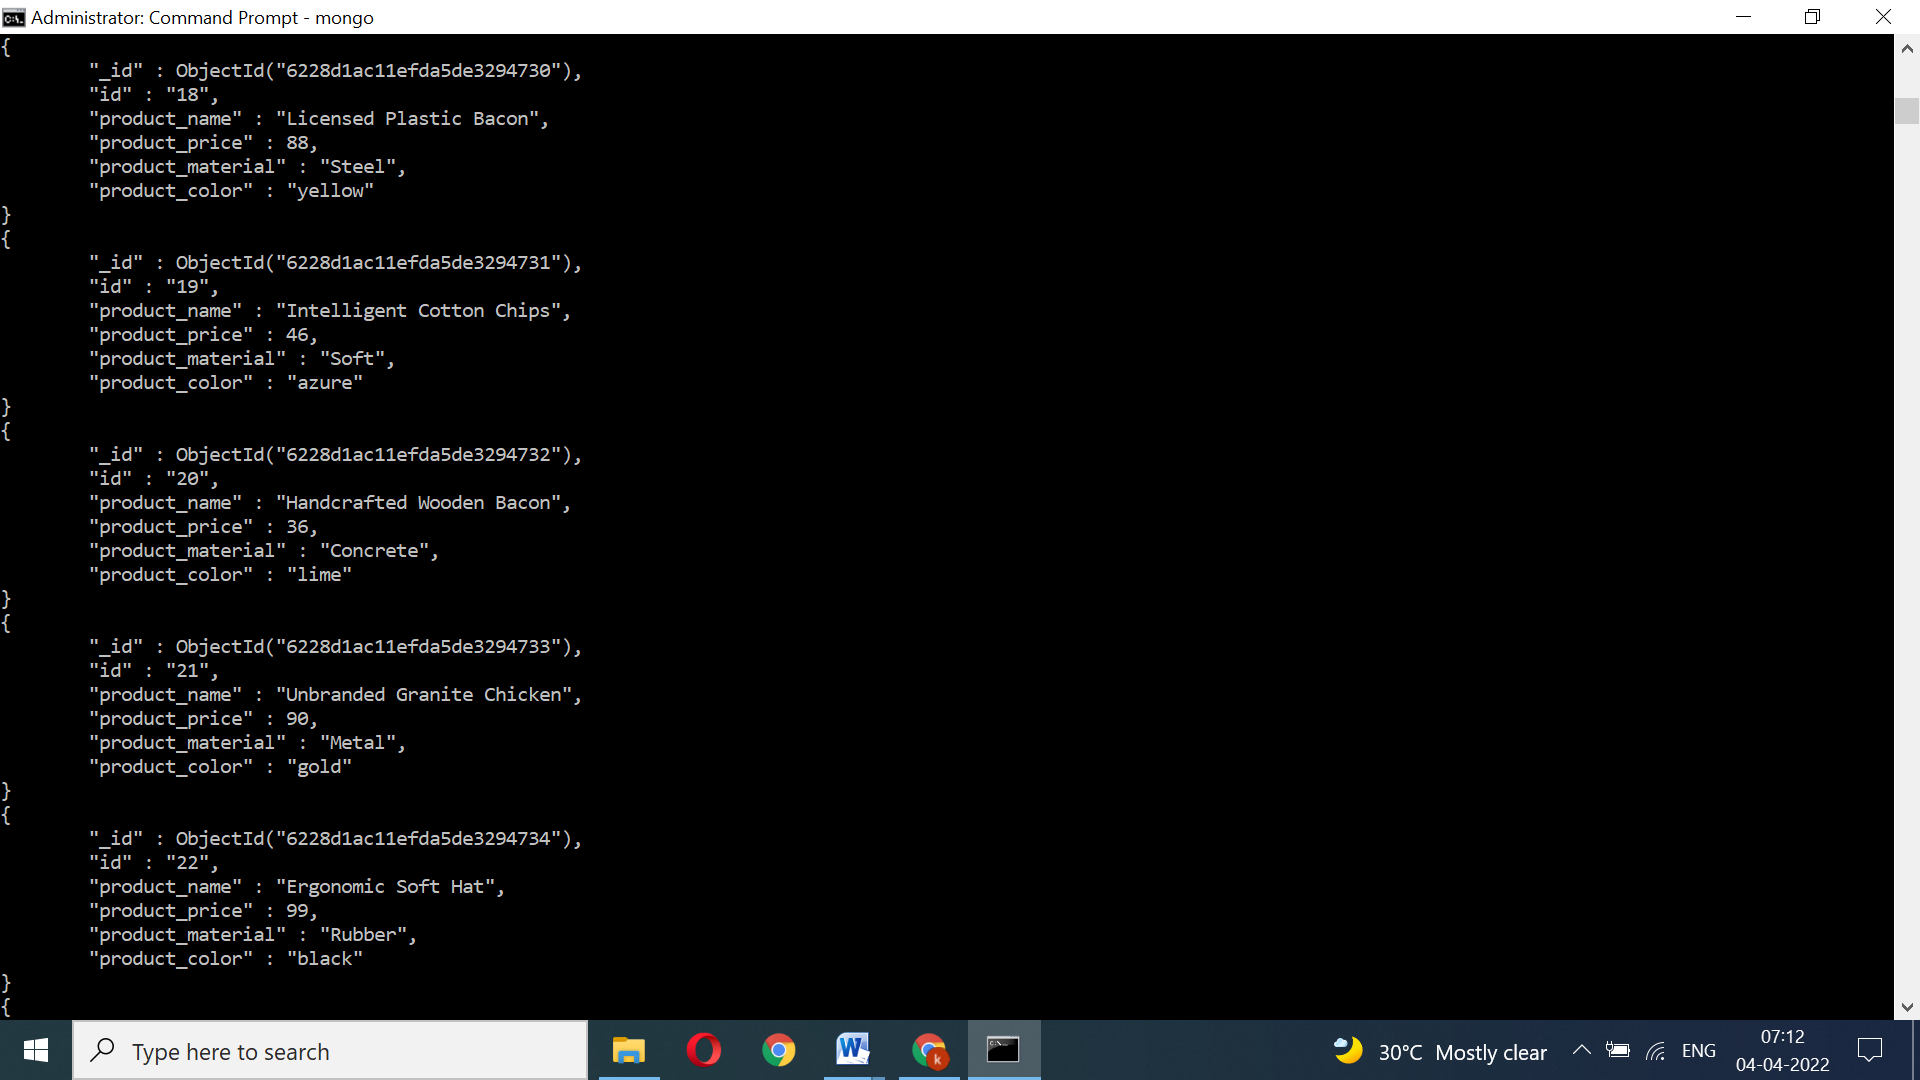 Administrator: Command Prompt - mongo
{
"_id" : ObjectId("6228d1ac11efda5de3294730"),
"id" : "18",
"product_name" : "Licensed Plastic Bacon",
"product_price" : 88,
"product_material" : "Steel",
"product_color" : "yellow"
}
{
"_id" : ObjectId("6228d1ac11efda5de3294731"),
"id" : "19",
"product_name" : "Intelligent Cotton Chips",
"product_price" : 46,
"product_material" : "Soft",
"product_color" : "azure"
}
{
"_id" : ObjectId("6228d1ac11efda5de3294732"),
"id" : "20",
"product_name" : "Handcrafted Wooden Bacon",
"product_price" : 36,
"product_material" : "Concrete",
"product_color" : "lime"
}
{
"_id" : ObjectId("6228d1ac11efda5de3294733"),
"id" : "21",
"product_name" : "Unbranded Granite Chicken",
"product_price" : 90,
"product_material" : "Metal",
"product_color" : "gold"
}
{
"_id" : ObjectId("6228d1ac11efda5de3294734"),
"id" : "22",
"product_name" : "Ergonomic Soft Hat",
"product_price" : 99,
"product_material" : "Rubber",
"product_color" : "black"
}
{
Type here to search
30°C Mostly clear
ENG
07:12
04-04-2022